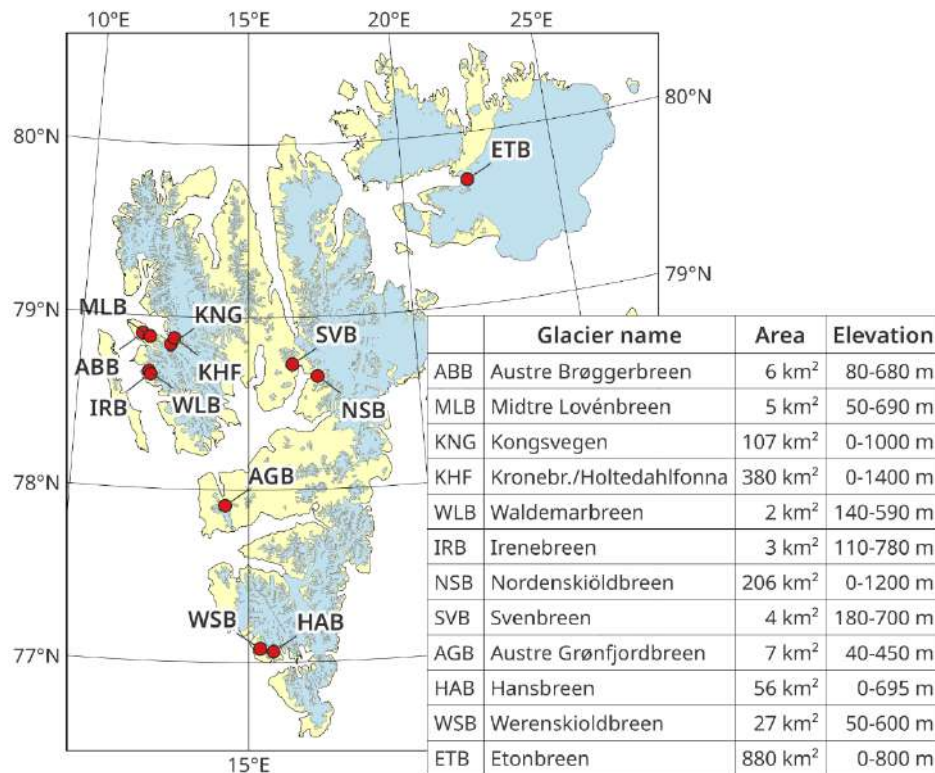 10°E 15°E 20°E 25°E
80°N
80°N
ETB
79°N
79°N
MLB
KNG
SVB
ABB
KHF
IRB
WLB
NSB
78°N
AGB
WSB
HAB
77°N
15°E
Glacier name Area Elevation
ABB Austre Brøggerbreen 6 km² 80-680 m
MLB Midtre Lovénbreen 5 km² 50-690 m
KNG Kongsvegen 107 km² 0-1000 m
KHF Kronebr./Holtedahlfonna 380 km² 0-1400 m
WLB Waldemarbreen 2 km² 140-590 m
IRB Irenebreen 3 km² 110-780 m
NSB Nordenskiöldbreen 206 km² 0-1200 m
SVB Svenbreen 4 km² 180-700 m
AGB Austre Grønfjordbreen 7 km² 40-450 m
HAB Hansbreen 56 km² 0-695 m
WSB Werenskioldbreen 27 km² 50-600 m
ETB Etonbreen 880 km² 0-800 m